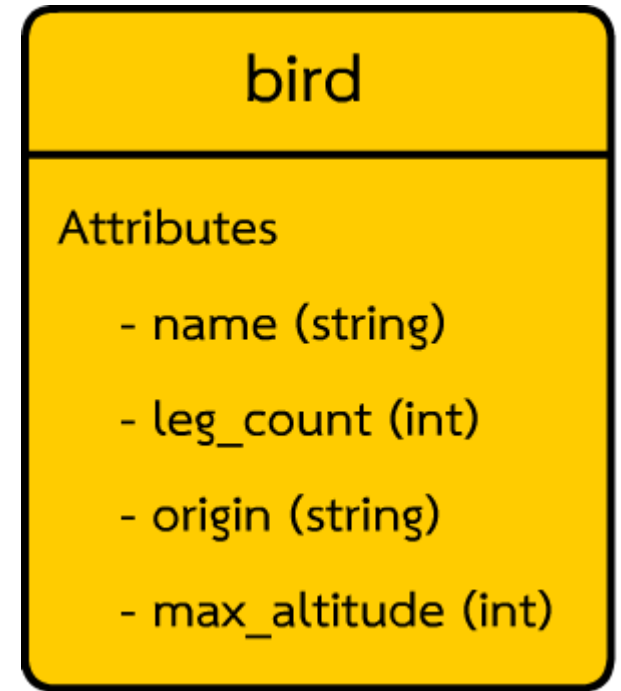 bird
Attributes
- name (string)
- leg_count (int)
- origin (string)
- max_altitude (int)